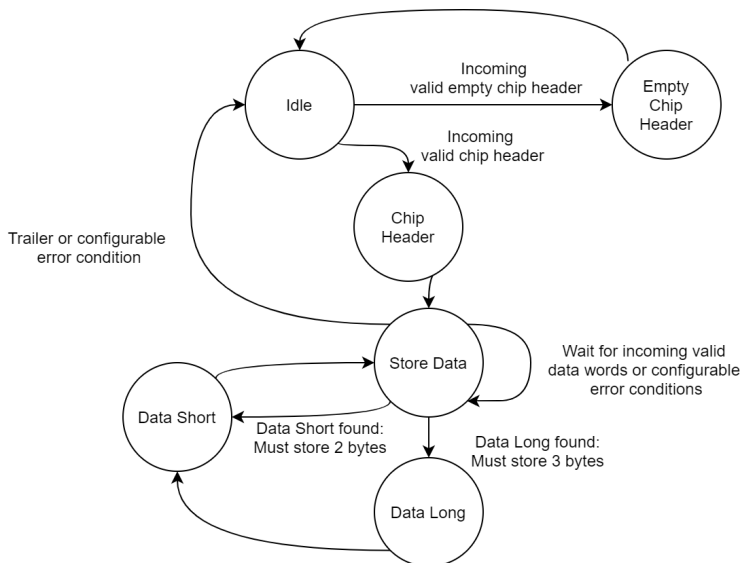 Idle
Incoming
valid empty chip header
Empty
Chip
Header
Incoming
valid chip header
Chip
Header
Trailer or configurable
error condition
Store Data
Wait for incoming valid
data words or configurable
error conditions
Data Short
Data Short found:
Must store 2 bytes
Data Long found:
Must store 3 bytes
Data Long